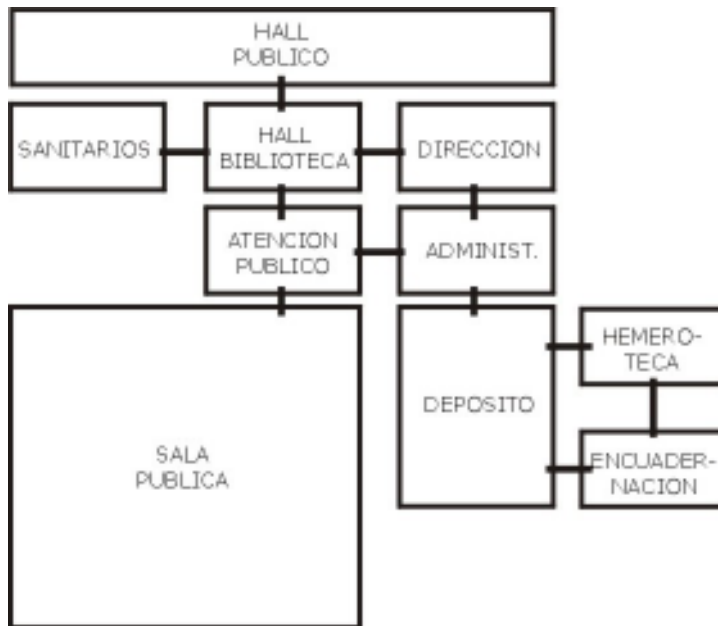 HALL
PUBLICO
SANITARIOS
HALL
BIBLIOTECA
DIRECCION
ATENCION
PUBLICO
ADMINIST.
SALA
PUBLICA
DEPOSITO
HEMERO-
TECA
ENCUADER-
NACION